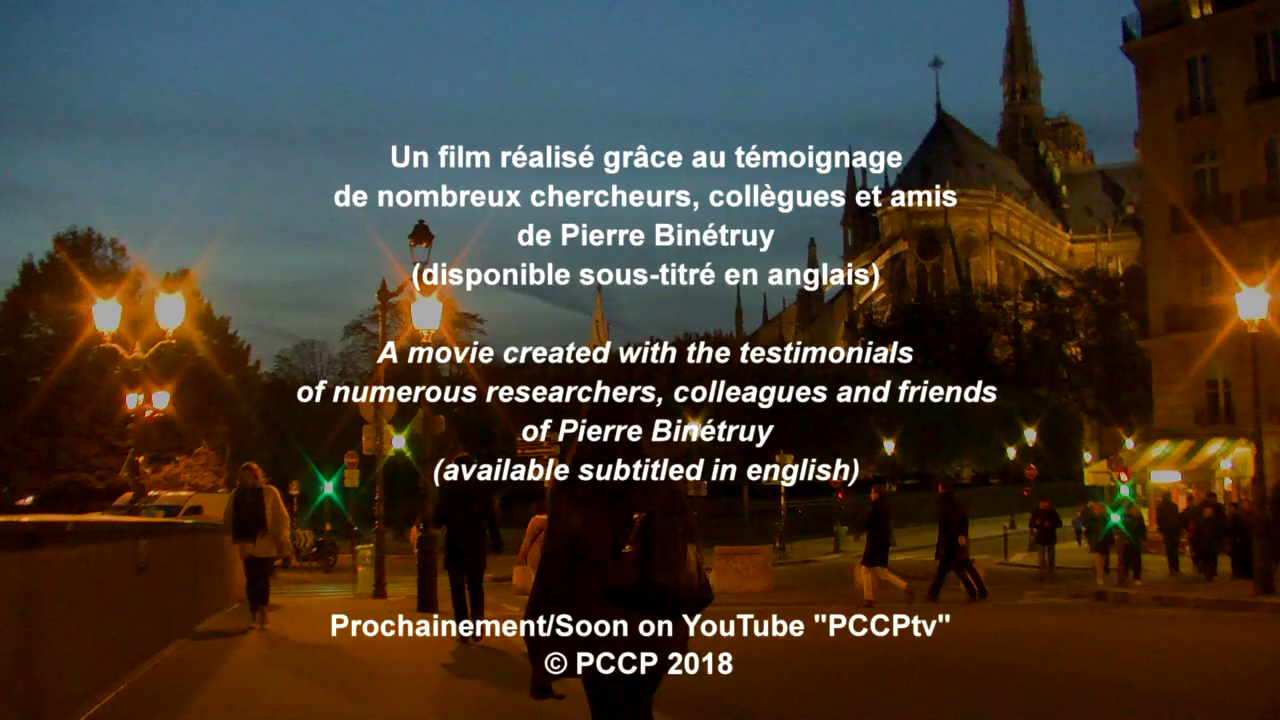 Un film réalisé grâce au témoignage
de nombreux chercheurs, collègues et amis
de Pierre Binétruy
(disponible sous-titré en anglais)
A movie created with the testimonials
of numerous researchers, colleagues and friends
of Pierre Binétruy
(available subtitled in english)
Prochainement/Soon on YouTube "PCCPtv"
© PCCP 2018